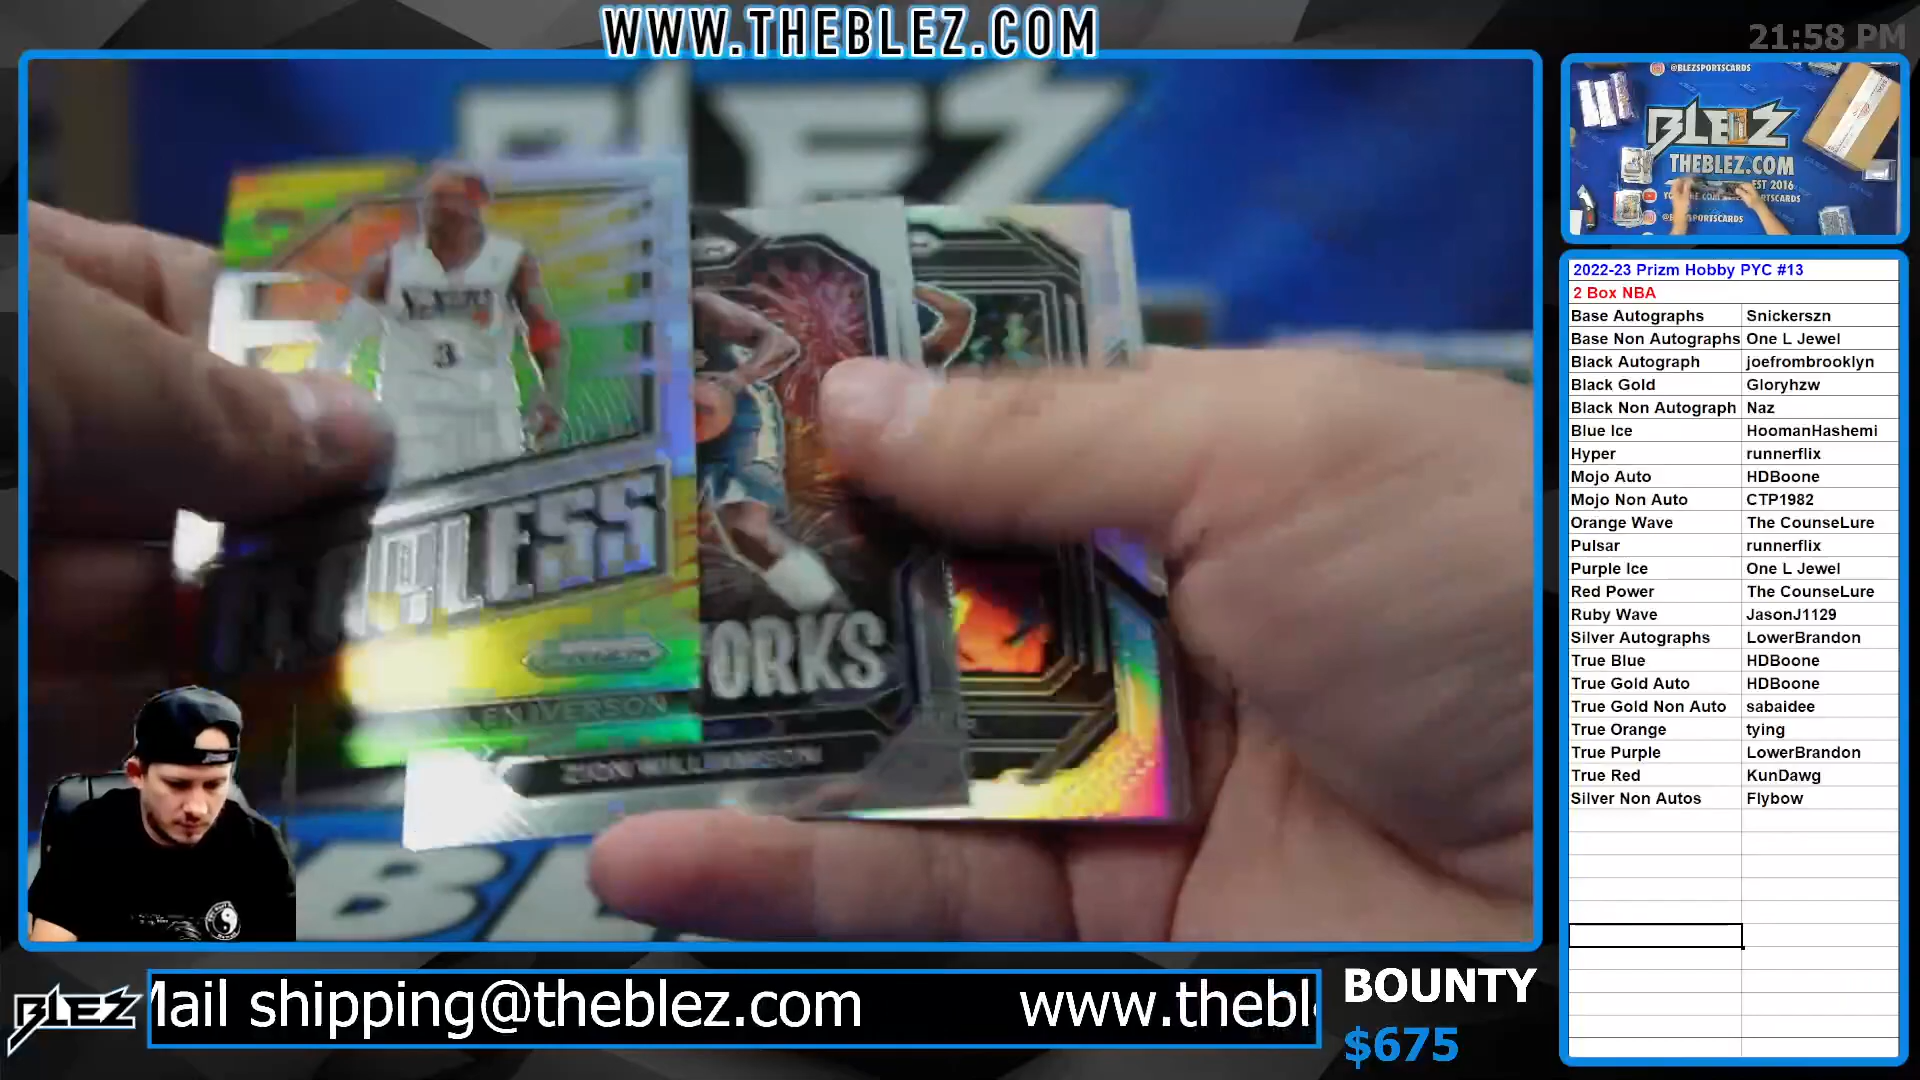 WWW.THEBLEZ.COM
21:58 PM
BLEZ
@BLEZSPORTSCARDS
BLEZ
THEBLEZ.COM
EST 2016
2022-23 Prizm Hobby PYC #13
2 Box NBA
Base Autographs Snickerszn
Base Non Autographs One L Jewel
Black Autograph joefrombrooklyn
Black Gold Gloryhzw
Black Non Autograph Naz
Blue Ice HoomanHashemi
Hyper runnerflix
Mojo Auto HDBoone
Mojo Non Auto CTP1982
Orange Wave The CounseLure
Pulsar runnerflix
Purple Ice One L Jewel
Red Power The CounseLure
Ruby Wave JasonJ1129
Silver Autographs LowerBrandon
True Blue HDBoone
True Gold Auto HDBoone
True Gold Non Auto sabaidee
True Orange tying
True Purple LowerBrandon
True Red KunDawg
Silver Non Autos Flybow
3
ORKS
ZION WILLIAMSON
BLEZ
Mail shipping@theblez.com www.thebl
BOUNTY
$675